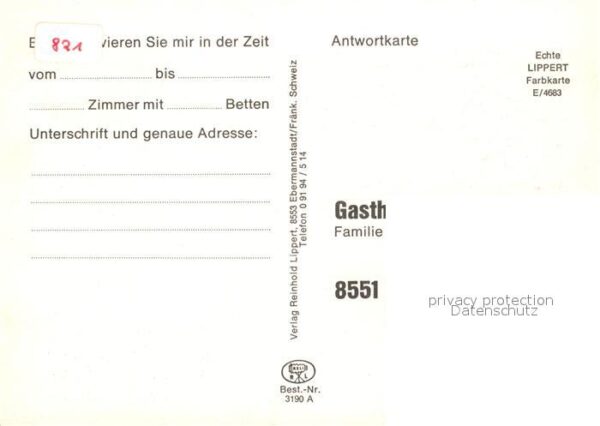 821
vieren Sie mir in der Zeit
vom bis
Zimmer mit Betten
Unterschrift und genaue Adresse:
Verlag Reinhold Lippert, 8553 Ebermannstadt/Fränk. Schweiz
Telefon 0 91 94 / 5 14
BELI
R L
Best.-Nr.
3190 A
Antwortkarte
Echte
LIPPERT
Farbkarte
E/4683
Gasth
Familie
8551
privacy protection
Datenschutz